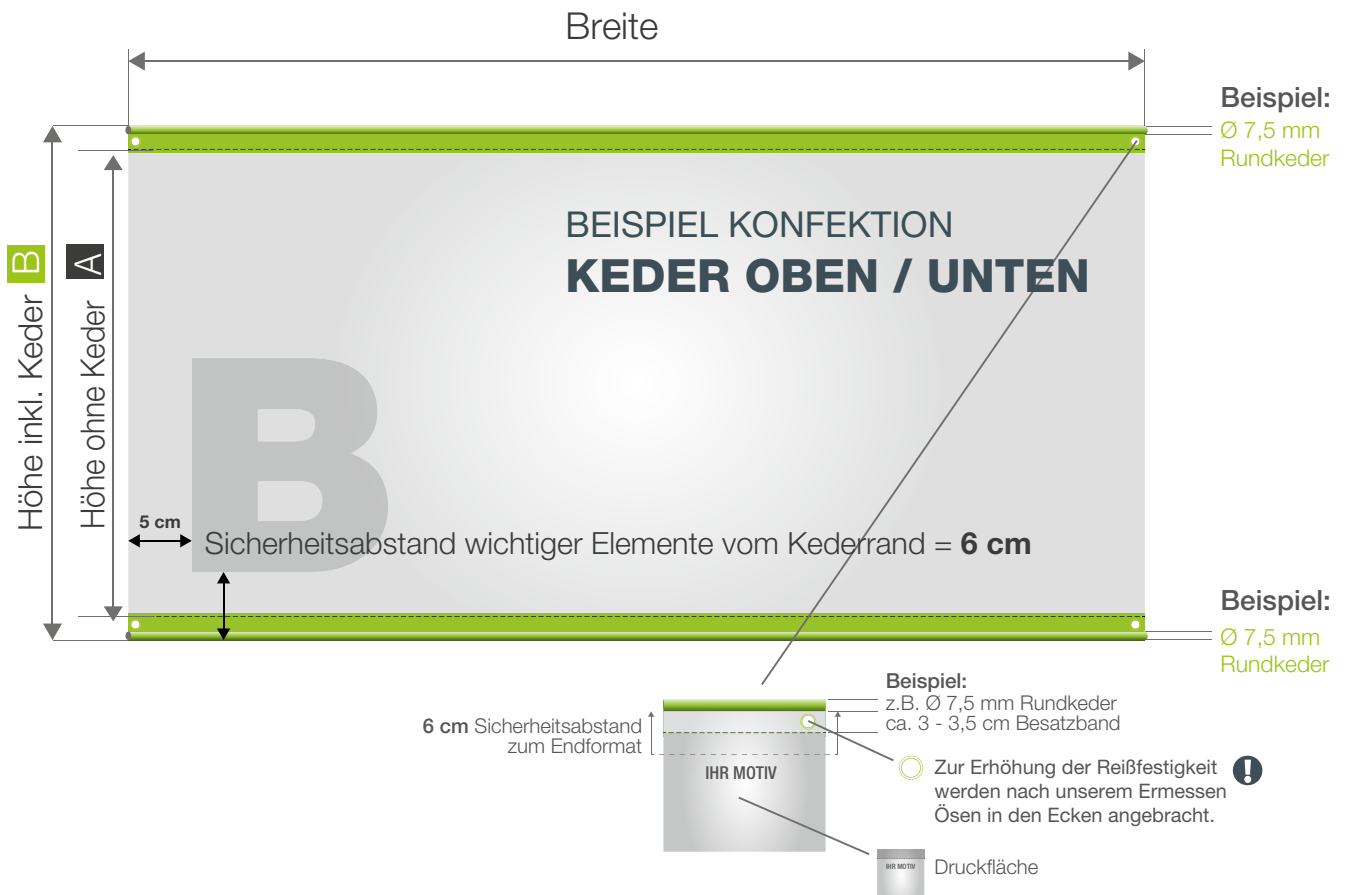 Breite
Beispiel:
Ø 7,5 mm
Rundkeder
BEISPIEL KONFEKTION
KEDER OBEN / UNTEN
Höhe inkl. Keder B
Höhe ohne Keder A
B
5 cm
Sicherheitsabstand wichtiger Elemente vom Kederrand = 6 cm
Beispiel:
Ø 7,5 mm
Rundkeder
Beispiel:
z.B. Ø 7,5 mm Rundkeder
ca. 3 - 3,5 cm Besatzband
6 cm Sicherheitsabstand
zum Endformat
IHR MOTIV
Zur Erhöhung der Reißfestigkeit
werden nach unserem Ermessen
Ösen in den Ecken angebracht.
!
IHR MOTIV
Druckfläche